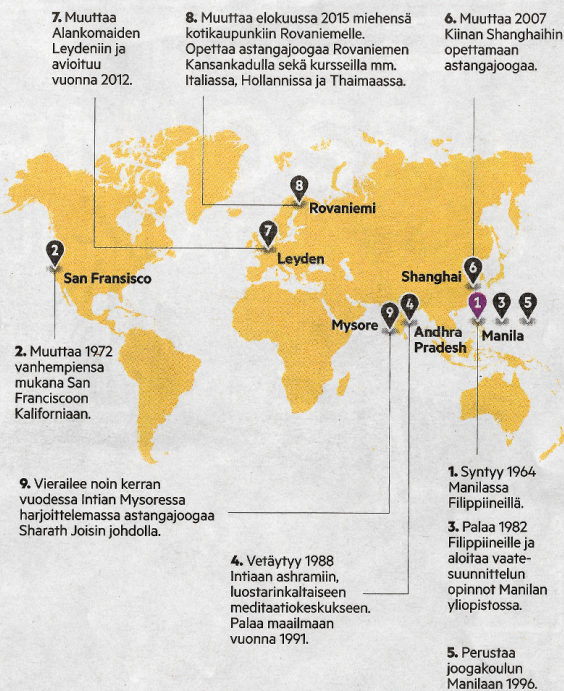 7. Muuttaa
Alankomaiden
Leydeniin ja
avioituu
vuonna 2012.
8. Muuttaa elokuussa 2015 miehensä
kotikaupunkiin Rovaniemelle.
Opettaa astangajoogaa Rovaniemen
Kansankadulla sekä kursseilla mm.
Italiassa, Hollannissa ja Thaimaassa.
6. Muuttaa 2007
Kiinan Shanghaihin
opettamaan
astangajoogaa.
8
Rovaniemi
7
Leyden
2
San Fransisco
Shanghai
6
9
Mysore
4
Andhra
Pradesh
1
3
5
Manila
2. Muuttaa 1972
vanhempiensa
mukana San
Franciscoon
Kaliforniaan.
9. Vierailee noin kerran
vuodessa Intian Mysoressa
harjoittelemassa astangajoogaa
Sharath Joisin johdolla.
4. Vetäytyy 1988
Intiaan ashramiin,
luostarinkaltaiseen
meditaatiokeskukseen.
Palaa maailmaan
vuonna 1991.
1. Syntyy 1964
Manilassa
Filippiineillä.
3. Palaa 1982
Filippiineille ja
aloitaa vaate-
suunnittelun
opinnot Manilan
yliopistossa.
5. Perustaa
joogakoulun
Manilaan 1996.